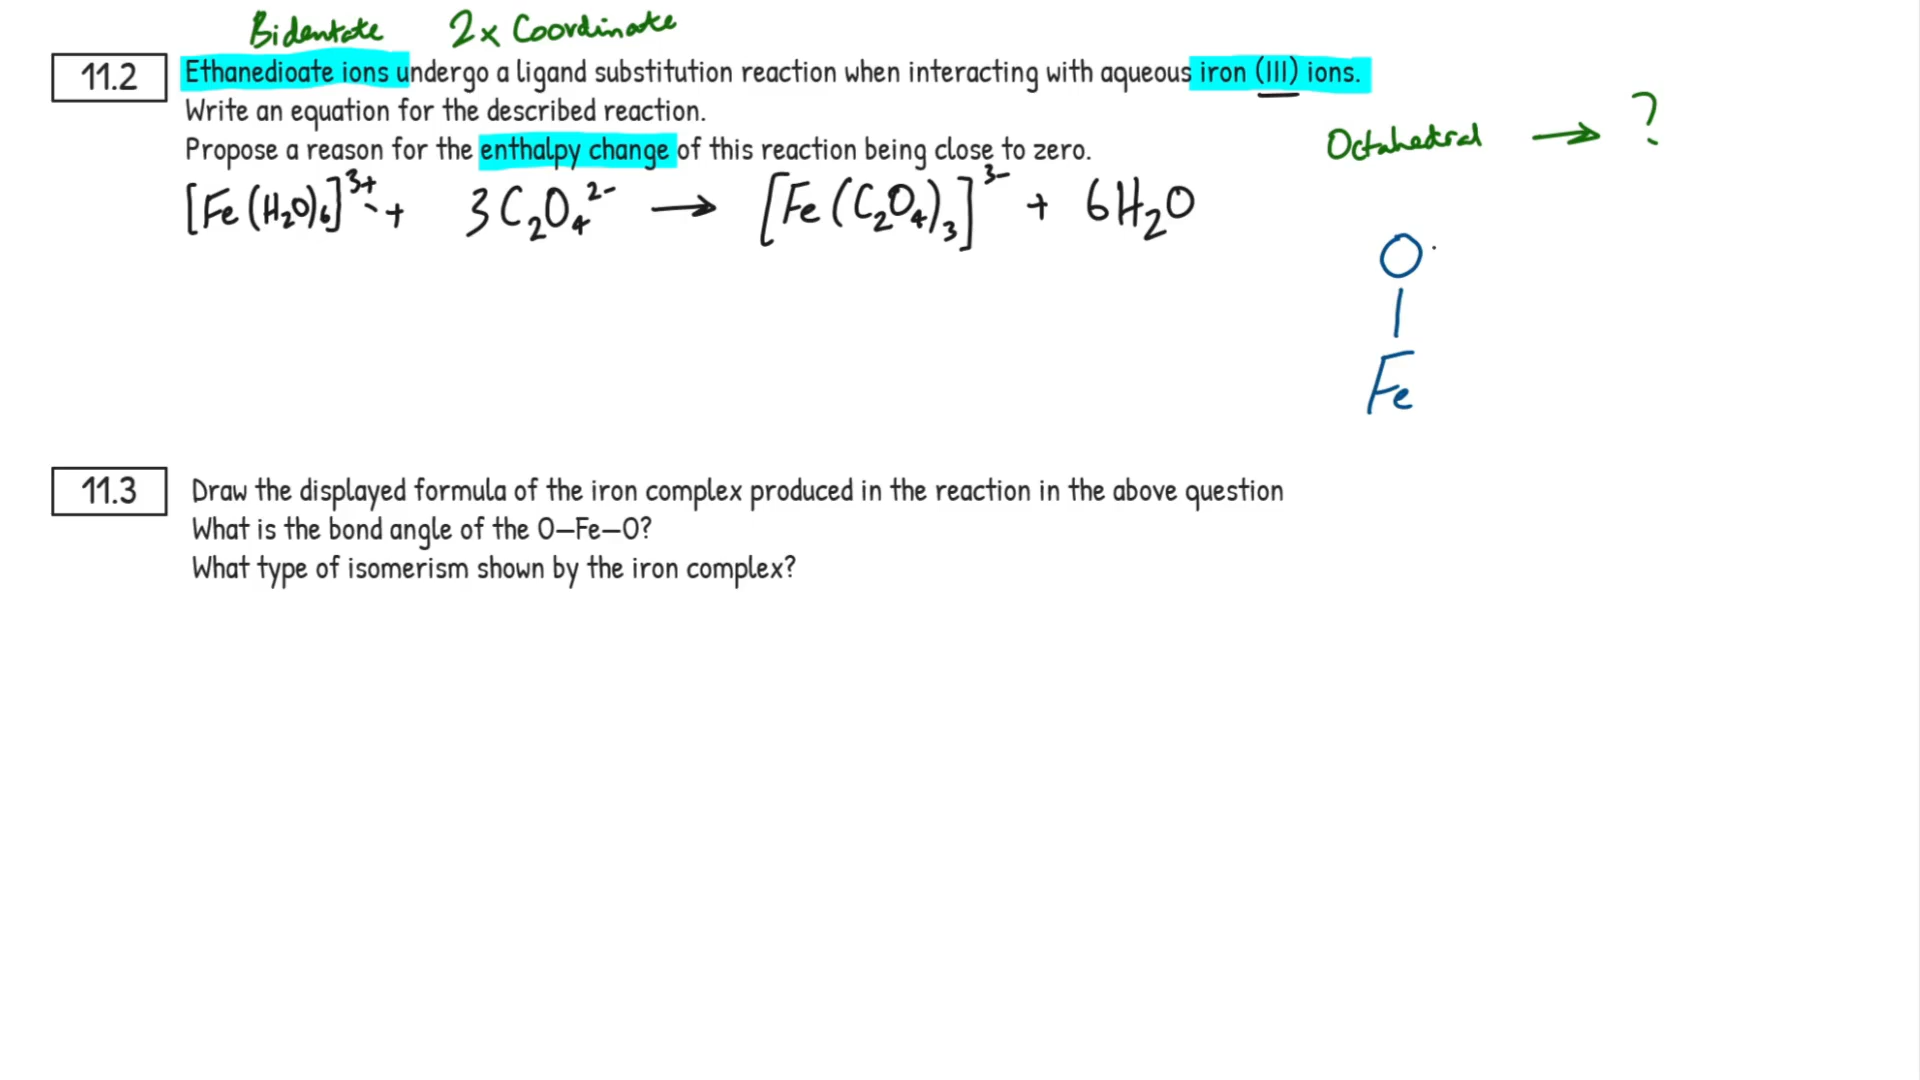 Bidentate 2x Coordinate
11.2 Ethanedioate ions undergo a ligand substitution reaction when interacting with aqueous iron (III) ions.
Write an equation for the described reaction.
Octahedral → ?
Propose a reason for the enthalpy change of this reaction being close to zero.
[Fe(H₂O)₆]³⁺ + 3C₂O₄²⁻ → [Fe(C₂O₄)₃]³⁻ + 6H₂O
O
|
Fe
11.3 Draw the displayed formula of the iron complex produced in the reaction in the above question
What is the bond angle of the O–Fe–O?
What type of isomerism shown by the iron complex?